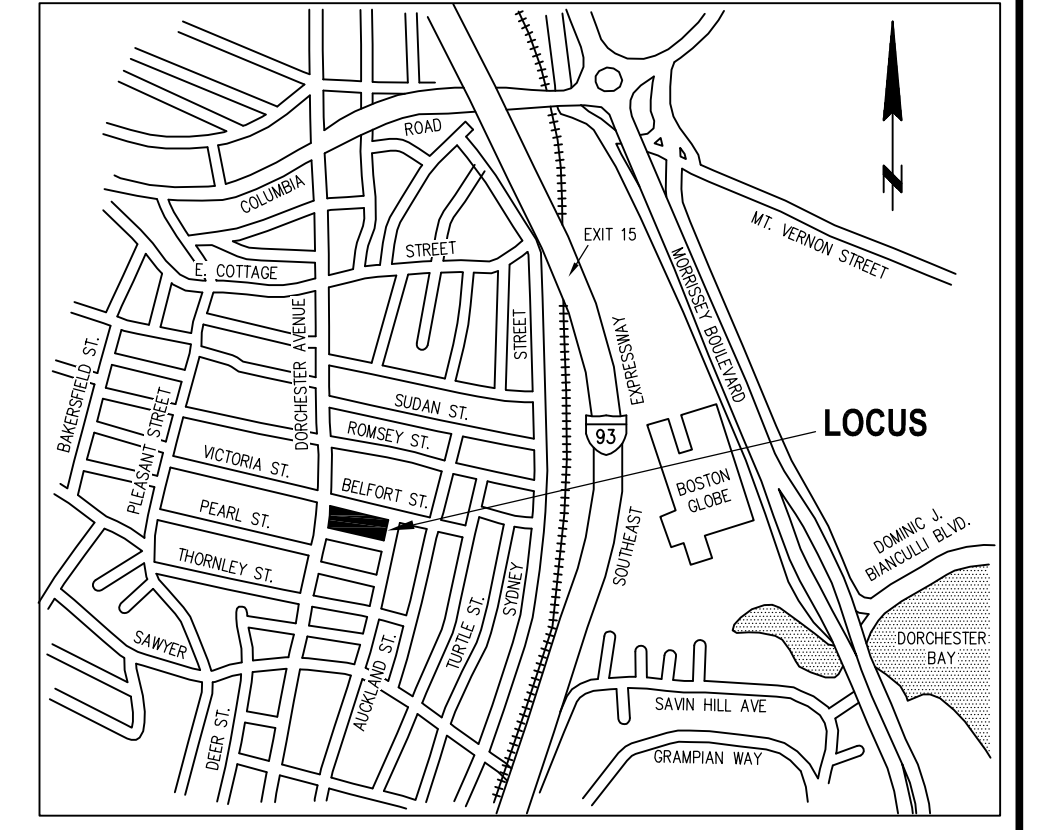 ROAD
COLUMBIA
N
MT. VERNON STREET
EXIT 15
STREET
E. COTTAGE
MORRISSEY BOULEVARD
DORCHESTER AVENUE
STREET
EXPRESSWAY
BAKERSFIELD ST.
SUDAN ST.
PLEASANT STREET
ROMSEY ST.
93
LOCUS
VICTORIA ST.
BELFORT ST.
BOSTON
GLOBE
PEARL ST.
SOUTHEAST
DOMINIC J.
BIANCULLI BLVD.
THORNLEY ST.
SYDNEY
TURTLE ST.
SAWYER
AUCKLAND ST.
DORCHESTER
BAY
DEER ST.
SAVIN HILL AVE
GRAMPIAN WAY